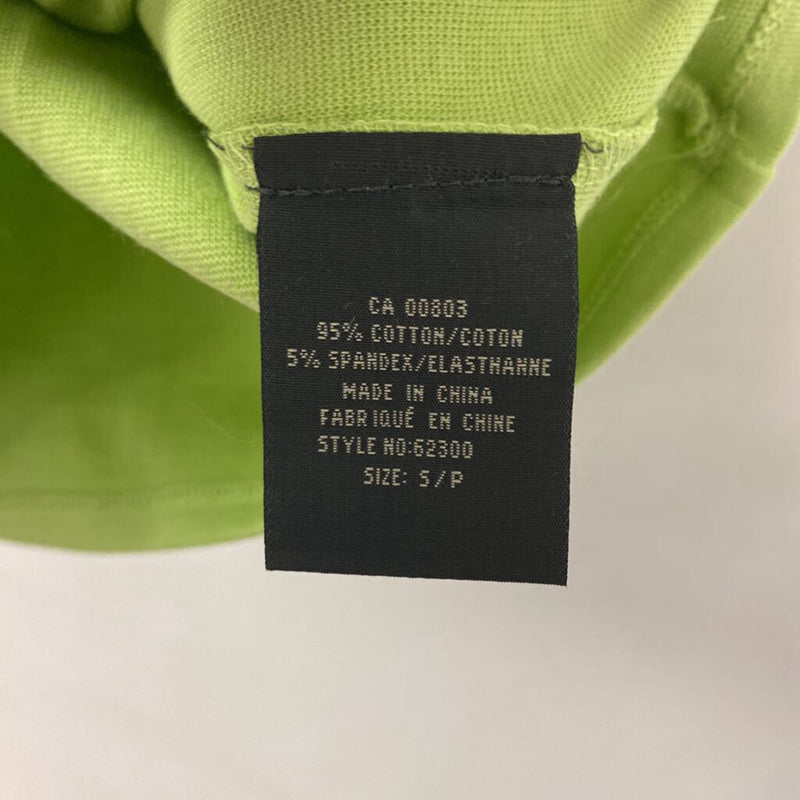 CA 00803
95% COTTON/COTON
5% SPANDEX/ELASTHANNE
MADE IN CHINA
FABRIQUÉ EN CHINE
STYLE NO:62300
SIZE: S/P